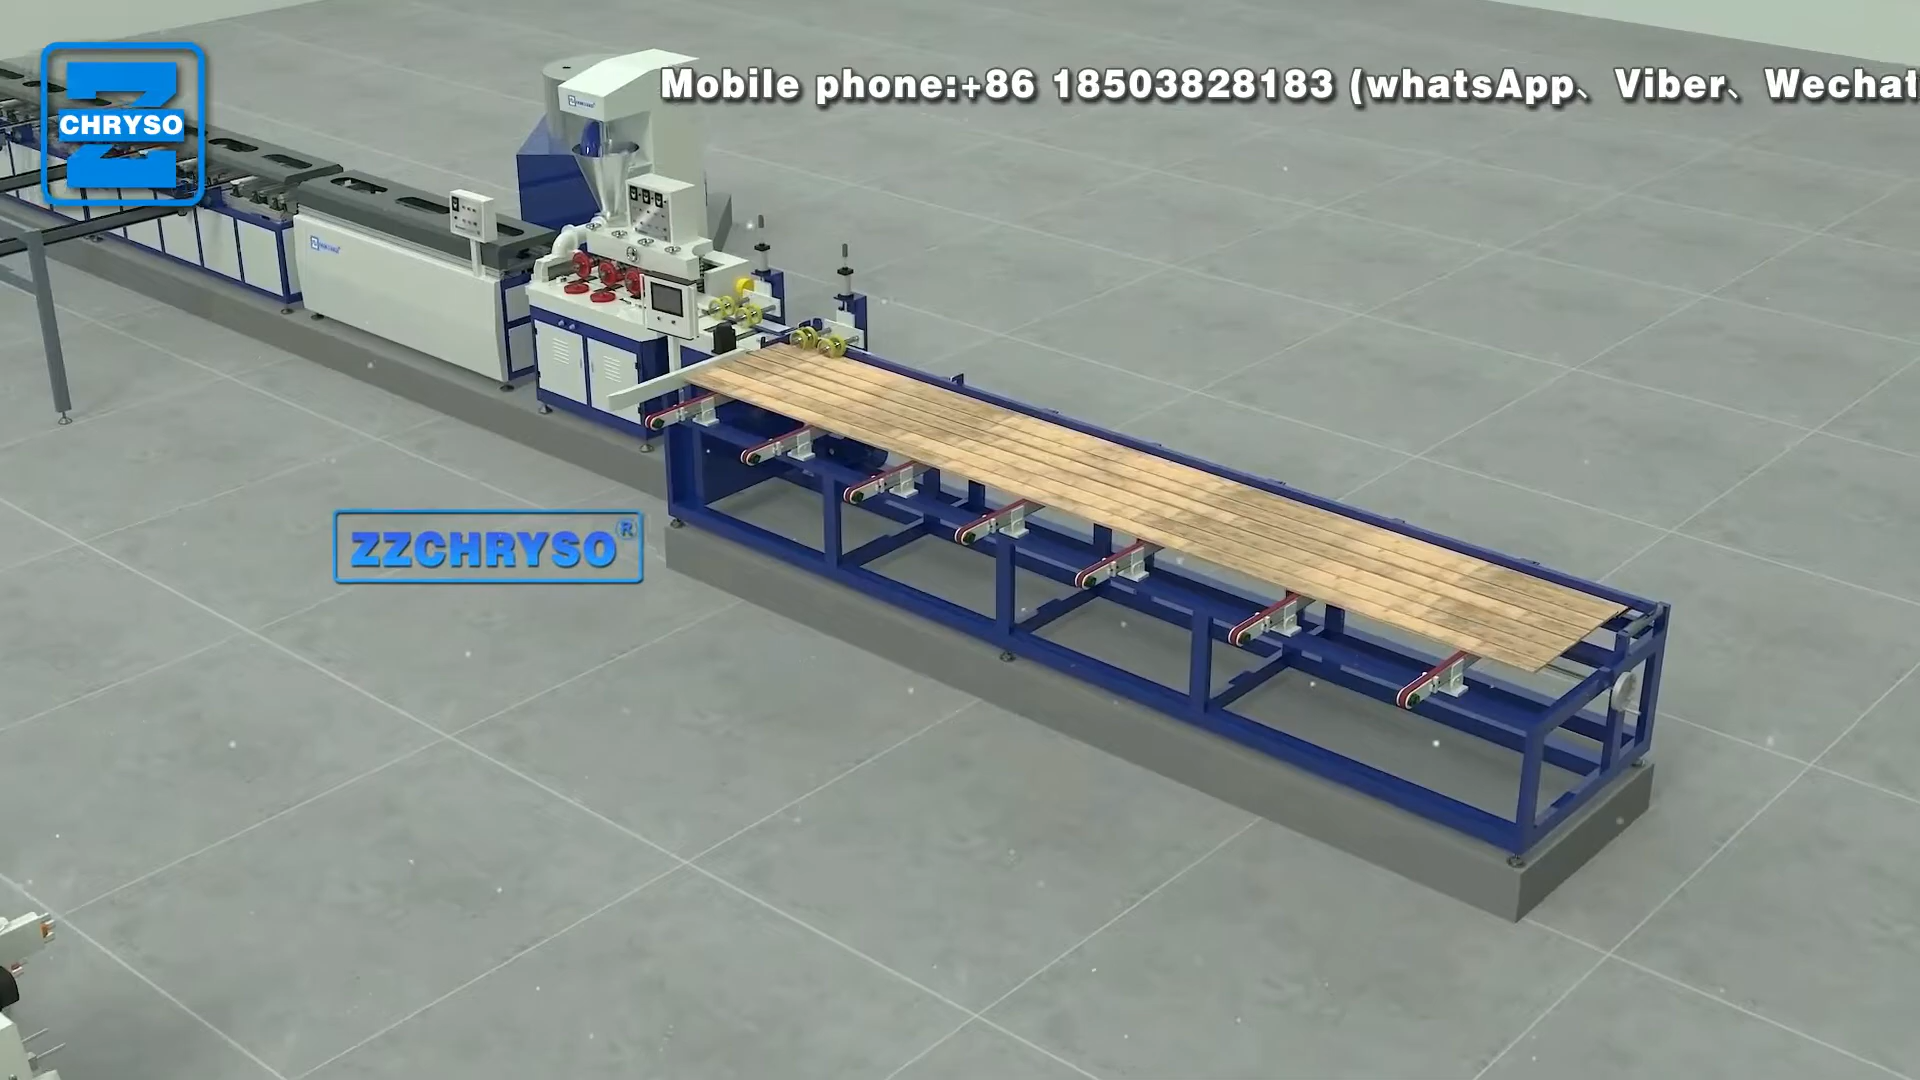 CHRYSO
Mobile phone:+86 18503828183 (whatsApp、Viber、Wechat
ZZCHRYSO®